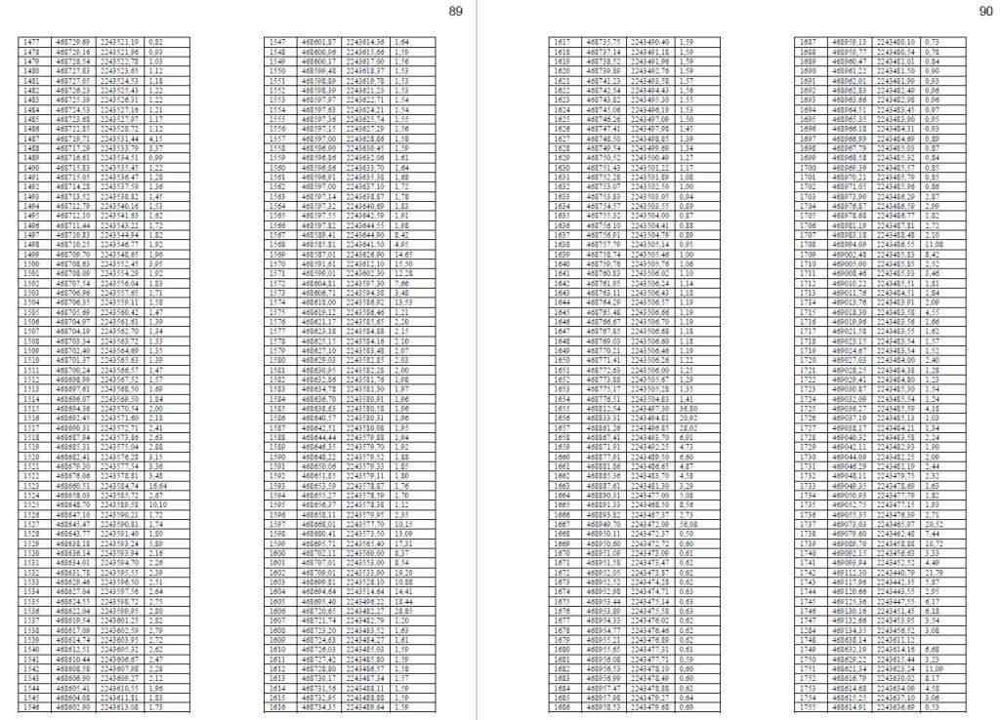 89
1477 468729,69 2243521,19 0,82
1478 468729,16 2243521,96 0,93
1479 468728,54 2243522,78 1,03
1480 468727,83 2243523,65 1,12
1481 468727,05 2243524,53 1,18
1482 468726,23 2243525,43 1,22
1483 468725,39 2243526,31 1,22
1484 468724,53 2243527,16 1,21
1485 468723,68 2243527,97 1,17
1486 468722,85 2243528,72 1,12
1487 468719,71 2243531,44 4,15
1488 468717,29 2243533,79 3,37
1489 468716,61 2243534,51 0,99
1490 468715,83 2243535,45 1,22
1491 468715,05 2243536,47 1,28
1492 468714,28 2243537,59 1,36
1493 468713,52 2243538,82 1,45
1494 468712,79 2243540,16 1,53
1495 468712,10 2243541,63 1,62
1496 468711,44 2243543,22 1,72
1497 468710,83 2243544,94 1,82
1498 468710,25 2243546,77 1,92
1499 468709,70 2243548,65 1,96
1500 468708,63 2243552,45 3,95
1501 468708,09 2243554,29 1,92
1502 468707,54 2243556,04 1,83
1503 468706,96 2243557,65 1,71
1504 468706,35 2243559,11 1,58
1505 468705,69 2243560,42 1,47
1506 468704,97 2243561,61 1,39
1507 468704,19 2243562,70 1,34
1508 468703,34 2243563,72 1,33
1509 468702,40 2243564,69 1,35
1510 468701,37 2243565,63 1,39
1511 468700,24 2243566,57 1,47
1512 468698,99 2243567,52 1,57
1513 468697,61 2243568,50 1,69
1514 468696,07 2243569,50 1,84
1515 468694,36 2243570,54 2,00
1516 468692,45 2243571,60 2,18
1517 468690,31 2243572,71 2,41
1518 468687,94 2243573,86 2,63
1519 468685,31 2243575,04 2,88
1520 468682,41 2243576,28 3,15
1521 468679,30 2243577,54 3,36
1522 468676,06 2243578,81 3,48
1523 468660,51 2243584,74 16,64
1524 468658,03 2243585,72 2,67
1525 468648,70 2243589,58 10,10
1526 468647,10 2243590,21 1,72
1527 468645,47 2243590,81 1,74
1528 468643,77 2243591,40 1,80
1529 468638,18 2243593,24 5,89
1530 468636,14 2243593,94 2,16
1531 468634,01 2243594,70 2,26
1532 468631,78 2243595,55 2,39
1533 468629,46 2243596,50 2,51
1534 468627,04 2243597,56 2,64
1535 468624,55 2243598,72 2,75
1536 468622,04 2243599,95 2,80
1537 468619,54 2243601,25 2,82
1538 468617,09 2243602,59 2,79
1539 468614,74 2243603,95 2,72
1540 468612,51 2243605,32 2,62
1541 468610,44 2243606,67 2,47
1542 468608,58 2243607,98 2,28
1543 468606,90 2243609,27 2,12
1544 468605,41 2243610,55 1,96
1545 468604,08 2243611,81 1,83
1546 468602,90 2243613,08 1,73
1547 468601,87 2243614,36 1,64
1548 468600,96 2243615,66 1,59
1549 468600,17 2243617,00 1,56
1550 468599,48 2243618,37 1,53
1551 468598,89 2243619,78 1,53
1552 468598,39 2243621,23 1,53
1553 468597,97 2243622,71 1,54
1554 468597,63 2243624,21 1,54
1555 468597,36 2243625,74 1,55
1556 468597,15 2243627,29 1,56
1557 468597,00 2243628,86 1,58
1558 468596,90 2243630,45 1,59
1559 468596,86 2243632,06 1,61
1560 468596,86 2243633,70 1,64
1561 468596,91 2243635,38 1,68
1562 468597,00 2243637,10 1,72
1563 468597,14 2243638,87 1,78
1564 468597,32 2243640,69 1,83
1565 468597,55 2243642,59 1,91
1566 468597,82 2243644,55 1,98
1567 468589,41 2243644,90 8,42
1568 468585,81 2243641,50 4,95
1569 468587,01 2243626,90 14,65
1570 468591,61 2243612,10 15,50
1571 468599,01 2243602,30 12,28
1572 468604,81 2243597,30 7,66
1573 468606,71 2243594,38 3,48
1574 468618,00 2243586,92 13,53
1575 468619,12 2243586,46 1,21
1576 468621,17 2243585,65 2,20
1577 468623,18 2243584,88 2,15
1578 468625,15 2243584,16 2,10
1579 468627,10 2243583,48 2,07
1580 468629,03 2243582,85 2,03
1581 468630,95 2243582,28 2,00
1582 468632,86 2243581,76 1,98
1583 468634,78 2243581,30 1,97
1584 468636,70 2243580,91 1,96
1585 468638,63 2243580,58 1,96
1586 468640,57 2243580,31 1,96
1587 468642,51 2243580,08 1,95
1588 468644,44 2243579,88 1,94
1589 468646,35 2243579,70 1,92
1590 468648,22 2243579,52 1,88
1591 468650,06 2243579,33 1,85
1592 468651,85 2243579,11 1,80
1593 468653,59 2243578,87 1,76
1594 468655,27 2243578,59 1,70
1595 468656,37 2243578,38 1,12
1596 468658,11 2243579,95 2,35
1597 468668,01 2243577,70 10,15
1598 468680,41 2243573,50 13,09
1599 468695,71 2243565,40 17,31
1600 468702,11 2243560,00 8,37
1601 468707,01 2243553,00 8,54
1602 468709,01 2243533,90 19,20
1603 468699,81 2243528,10 10,88
1604 468694,64 2243514,64 14,41
1605 468695,40 2243496,22 18,44
1606 468720,65 2243482,27 28,85
1607 468721,74 2243482,79 1,20
1608 468723,20 2243483,52 1,63
1609 468724,63 2243484,27 1,61
1610 468726,03 2243485,03 1,59
1611 468727,42 2243485,80 1,59
1612 468728,80 2243486,57 1,58
1613 468730,17 2243487,34 1,57
1614 468731,56 2243488,11 1,59
1615 468732,95 2243488,88 1,59
1616 468734,35 2243489,64 1,59
90
1617 468735,75 2243490,40 1,59
1618 468737,14 2243491,18 1,59
1619 468738,52 2243491,96 1,59
1620 468739,89 2243492,76 1,59
1621 468741,23 2243493,58 1,57
1622 468742,54 2243494,43 1,56
1623 468743,82 2243495,30 1,55
1624 468745,06 2243496,19 1,53
1625 468746,26 2243497,09 1,50
1626 468747,41 2243497,98 1,45
1627 468748,50 2243498,85 1,39
1628 468749,54 2243499,69 1,34
1629 468750,52 2243500,49 1,27
1630 468751,43 2243501,22 1,17
1631 468752,28 2243501,89 1,08
1632 468753,07 2243502,50 1,00
1633 468753,83 2243503,05 0,94
1634 468754,57 2243503,55 0,89
1635 468755,32 2243504,00 0,87
1636 468756,10 2243504,41 0,88
1637 468756,91 2243504,79 0,89
1638 468757,79 2243505,14 0,95
1639 468758,74 2243505,46 1,00
1640 468759,76 2243505,76 1,06
1641 468760,83 2243506,02 1,10
1642 468761,95 2243506,24 1,14
1643 468763,11 2243506,43 1,18
1644 468764,29 2243506,57 1,19
1645 468765,48 2243506,66 1,19
1646 468766,67 2243506,70 1,19
1647 468767,85 2243506,68 1,18
1648 468769,03 2243506,60 1,18
1649 468770,21 2243506,46 1,19
1650 468771,41 2243506,26 1,22
1651 468772,63 2243506,00 1,25
1652 468773,88 2243505,67 1,29
1653 468775,17 2243505,28 1,35
1654 468776,51 2243504,83 1,41
1655 468812,54 2243497,30 36,80
1656 468833,31 2243494,81 20,92
1657 468861,26 2243496,85 28,02
1658 468867,41 2243493,70 6,91
1659 468871,91 2243492,25 4,73
1660 468877,91 2243489,50 6,60
1661 468881,86 2243486,65 4,87
1662 468885,36 2243483,70 4,58
1663 468887,61 2243481,30 3,29
1664 468890,31 2243477,00 5,08
1665 468891,33 2243468,50 8,56
1666 468893,82 2243467,37 2,73
1667 468949,70 2243472,09 56,08
1668 468950,11 2243472,37 0,50
1669 468950,60 2243472,72 0,60
1670 468951,09 2243473,09 0,61
1671 468951,58 2243473,47 0,62
1672 468952,05 2243473,87 0,62
1673 468952,52 2243474,28 0,62
1674 468952,98 2243474,71 0,63
1675 468953,44 2243475,14 0,63
1676 468953,89 2243475,58 0,63
1677 468954,33 2243476,02 0,62
1678 468954,77 2243476,46 0,62
1679 468955,21 2243476,89 0,62
1680 468955,65 2243477,31 0,61
1681 468956,08 2243477,71 0,59
1682 468956,53 2243478,10 0,60
1683 468956,99 2243478,49 0,60
1684 468957,47 2243478,88 0,62
1685 468957,98 2243479,27 0,64
1686 468958,53 2243479,68 0,69
1687 468959,13 2243480,10 0,73
1688 468959,77 2243480,54 0,78
1689 468960,47 2243481,01 0,84
1690 468961,22 2243481,50 0,90
1691 468962,01 2243481,99 0,93
1692 468962,83 2243482,49 0,96
1693 468963,66 2243482,98 0,96
1694 468964,51 2243483,45 0,97
1695 468965,35 2243483,90 0,95
1696 468966,18 2243484,31 0,93
1697 468966,99 2243484,69 0,89
1698 468967,79 2243485,03 0,87
1699 468968,58 2243485,32 0,84
1700 468969,39 2243485,57 0,85
1701 468970,21 2243485,79 0,85
1702 468971,05 2243485,96 0,86
1703 468973,90 2243486,29 2,87
1704 468976,87 2243486,59 2,99
1705 468978,68 2243486,77 1,82
1706 468981,19 2243487,81 2,72
1707 468983,18 2243488,48 2,10
1708 468994,09 2243486,55 11,08
1709 469002,48 2243485,83 8,42
1710 469005,00 2243485,85 2,52
1711 469008,46 2243485,93 3,46
1712 469010,22 2243485,51 1,81
1713 469011,76 2243484,51 1,84
1714 469013,76 2243483,91 2,09
1715 469018,30 2243483,58 4,55
1716 469019,96 2243483,56 1,66
1717 469021,58 2243483,55 1,62
1718 469023,15 2243483,54 1,57
1719 469024,67 2243483,54 1,52
1720 469027,03 2243484,00 2,40
1721 469028,25 2243484,38 1,28
1722 469029,41 2243484,80 1,23
1723 469030,87 2243485,30 1,54
1724 469032,09 2243485,54 1,24
1725 469036,27 2243485,59 4,18
1726 469037,19 2243485,13 1,03
1727 469038,17 2243484,21 1,34
1728 469040,32 2243483,58 2,24
1729 469042,11 2243482,93 1,90
1730 469044,09 2243482,25 2,09
1731 469046,29 2243481,19 2,44
1732 469048,11 2243479,75 2,32
1733 469049,35 2243478,69 1,63
1734 469050,93 2243477,79 1,82
1735 469052,75 2243477,15 1,93
1736 469055,35 2243476,39 2,71
1737 469073,03 2243465,97 20,52
1738 469079,60 2243462,48 7,44
1739 469089,70 2243458,88 10,72
1740 469092,15 2243456,63 3,33
1741 469093,94 2243452,52 4,49
1742 469112,30 2243440,79 21,79
1743 469117,96 2243442,35 5,87
1744 469120,66 2243443,55 2,95
1745 469125,36 2243447,55 6,17
1746 469130,16 2243451,45 6,18
1747 469132,66 2243453,95 3,54
1284 469134,35 2243456,52 3,08
1748 468638,14 2243611,12
1749 468632,19 2243614,16 6,68
1750 468629,22 2243615,44 3,23
1751 468621,34 2243623,24 11,09
1752 468616,79 2243630,02 8,17
1753 468614,68 2243634,09 4,58
1754 468615,25 2243637,10 3,06
1755 468614,91 2243636,69 0,53